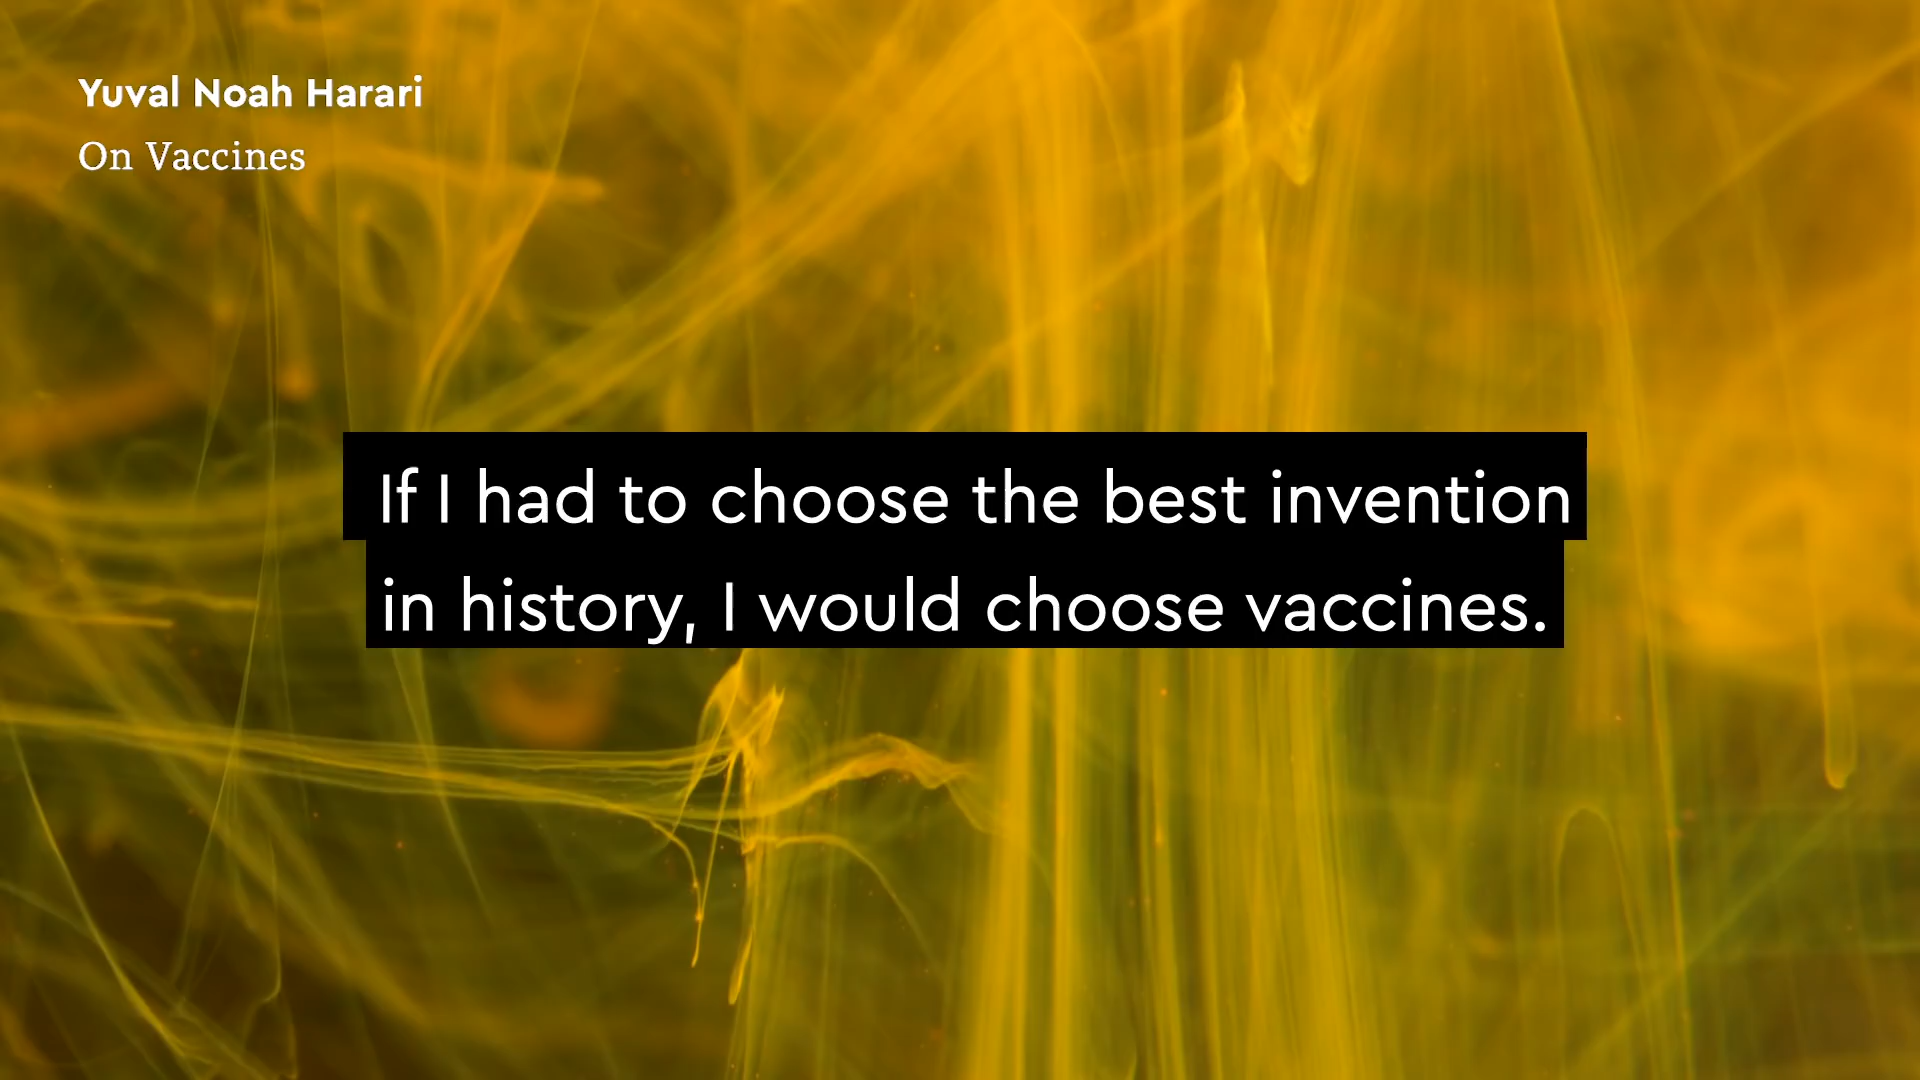 Yuval Noah Harari
On Vaccines
If I had to choose the best invention
in history, I would choose vaccines.